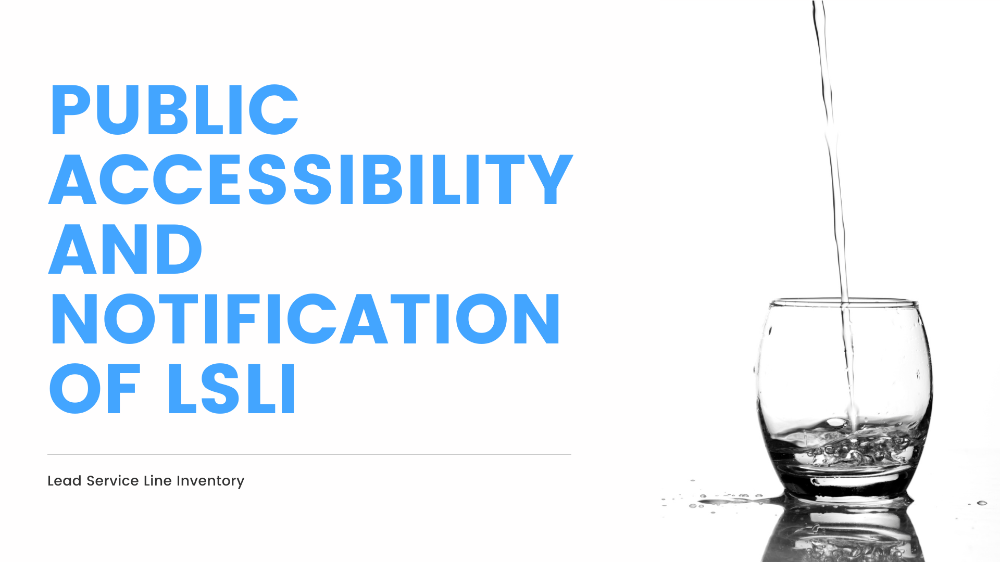 PUBLIC
ACCESSIBILITY
AND
NOTIFICATION
OF LSLI
Lead Service Line Inventory